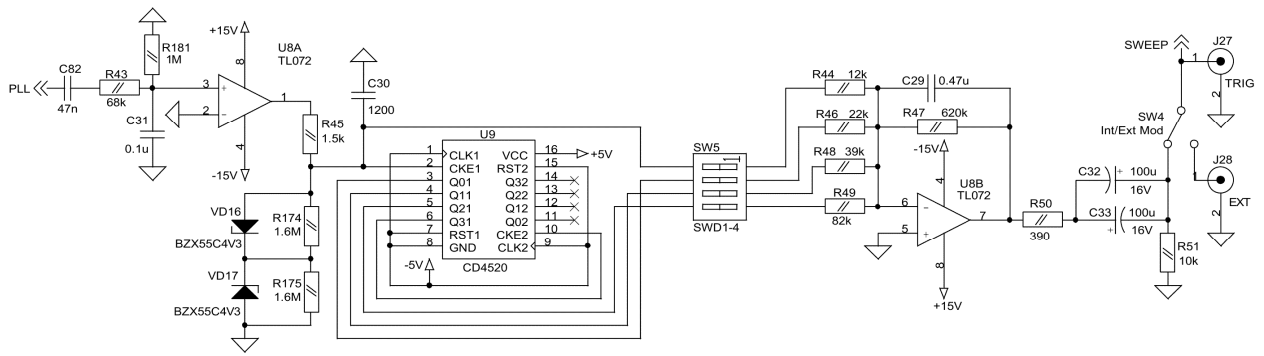 PLL
C82
47n
R43
68k
R181
1M
C31
0.1u
+15V
8
3
2
+
−
1
4
-15V
U8A
TL072
R45
1.5k
C30
1200
VD16
BZX55C4V3
VD17
BZX55C4V3
R174
1.6M
R175
1.6M
U9
1 CLK1 VCC 16 +5V
2 CKE1 RST2 15
3 Q01 Q32 14
4 Q11 Q22 13
5 Q21 Q12 12
6 Q31 Q02 11
7 RST1 CKE2 10
8 GND CLK2 9
-5V
CD4520
SW5
1
SWD1-4
R44 12k
R46 22k
R48 39k
R49
82k
C29 0.47u
R47 620k
-15V
4
U8B
TL072
6
5
−
+
7
8
+15V
R50
390
C32 + 100u
16V
C33 100u
+ 16V
R51
10k
SWEEP
SW4
Int/Ext Mod
J27
1
2
TRIG
J28
1
2
EXT